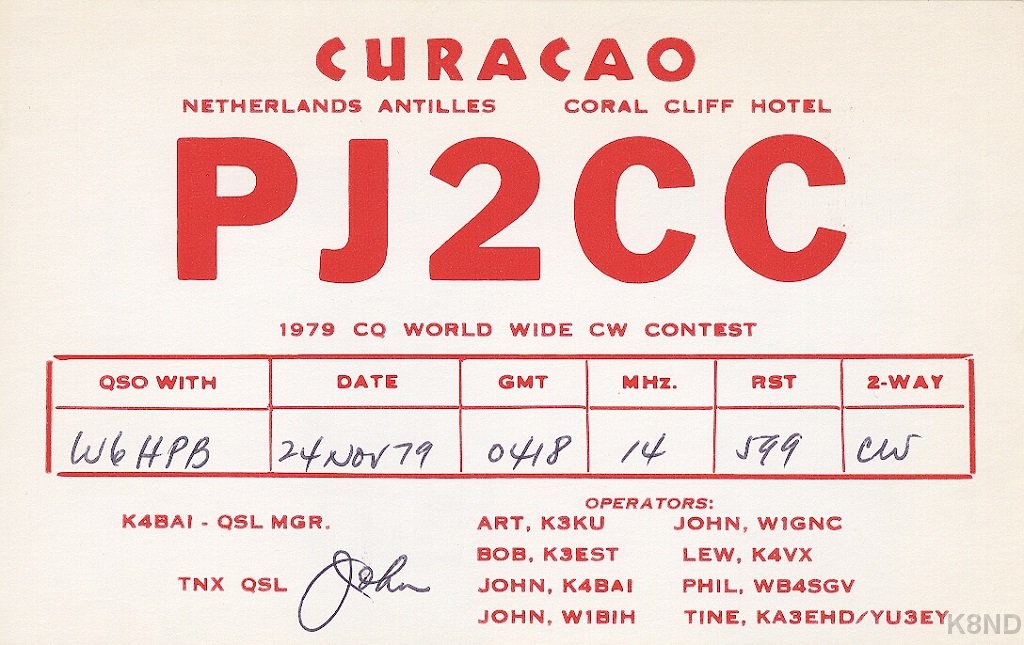 CURACAO
NETHERLANDS ANTILLES CORAL CLIFF HOTEL
PJ2CC
1979 CQ WORLD WIDE CW CONTEST
QSO WITH DATE GMT MHz. RST 2-WAY
W6HPB 24 NOV 79 0418 14 599 CW
OPERATORS:
K4BAI - QSL MGR. ART, K3KU JOHN, W1GNC
BOB, K3EST LEW, K4VX
TNX QSL John JOHN, K4BAI PHIL, WB4SGV
JOHN, W1BIH TINE, KA3EHD/YU3EY
K8ND